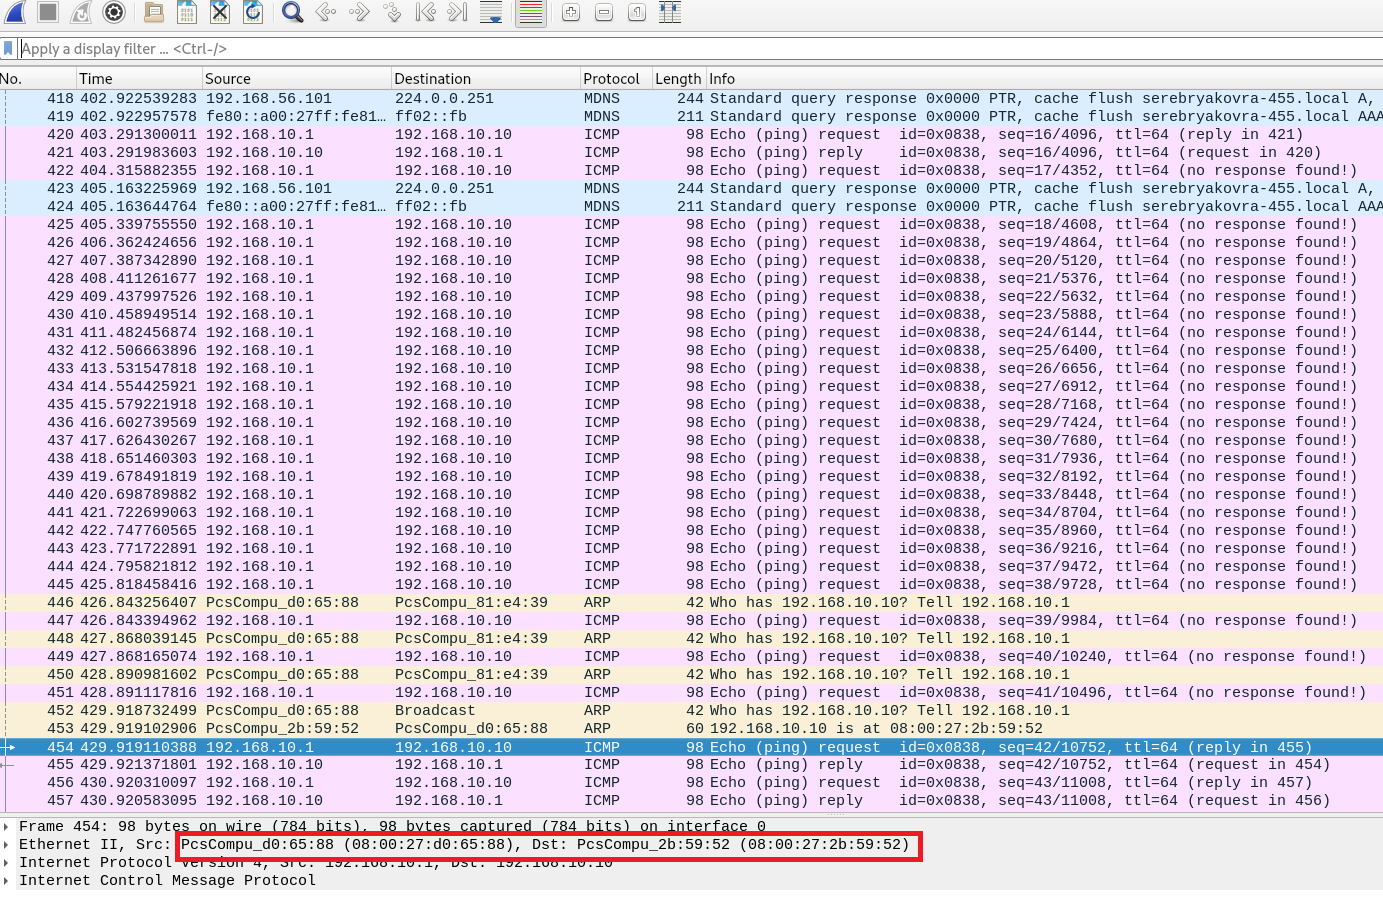 Apply a display filter ... <Ctrl-/>
No. Time Source Destination Protocol Length Info
418 402.922539283 192.168.56.101 224.0.0.251 MDNS 244 Standard query response 0x0000 PTR, cache flush serebryakovra-455.local A,
419 402.922957578 fe80::a00:27ff:fe81… ff02::fb MDNS 211 Standard query response 0x0000 PTR, cache flush serebryakovra-455.local AAA
420 403.291300011 192.168.10.1 192.168.10.10 ICMP 98 Echo (ping) request id=0x0838, seq=16/4096, ttl=64 (reply in 421)
421 403.291983603 192.168.10.10 192.168.10.1 ICMP 98 Echo (ping) reply id=0x0838, seq=16/4096, ttl=64 (request in 420)
422 404.315882355 192.168.10.1 192.168.10.10 ICMP 98 Echo (ping) request id=0x0838, seq=17/4352, ttl=64 (no response found!)
423 405.163225969 192.168.56.101 224.0.0.251 MDNS 244 Standard query response 0x0000 PTR, cache flush serebryakovra-455.local A,
424 405.163644764 fe80::a00:27ff:fe81… ff02::fb MDNS 211 Standard query response 0x0000 PTR, cache flush serebryakovra-455.local AAA
425 405.339755550 192.168.10.1 192.168.10.10 ICMP 98 Echo (ping) request id=0x0838, seq=18/4608, ttl=64 (no response found!)
426 406.362424656 192.168.10.1 192.168.10.10 ICMP 98 Echo (ping) request id=0x0838, seq=19/4864, ttl=64 (no response found!)
427 407.387342890 192.168.10.1 192.168.10.10 ICMP 98 Echo (ping) request id=0x0838, seq=20/5120, ttl=64 (no response found!)
428 408.411261677 192.168.10.1 192.168.10.10 ICMP 98 Echo (ping) request id=0x0838, seq=21/5376, ttl=64 (no response found!)
429 409.437997526 192.168.10.1 192.168.10.10 ICMP 98 Echo (ping) request id=0x0838, seq=22/5632, ttl=64 (no response found!)
430 410.458949514 192.168.10.1 192.168.10.10 ICMP 98 Echo (ping) request id=0x0838, seq=23/5888, ttl=64 (no response found!)
431 411.482456874 192.168.10.1 192.168.10.10 ICMP 98 Echo (ping) request id=0x0838, seq=24/6144, ttl=64 (no response found!)
432 412.506663896 192.168.10.1 192.168.10.10 ICMP 98 Echo (ping) request id=0x0838, seq=25/6400, ttl=64 (no response found!)
433 413.531547818 192.168.10.1 192.168.10.10 ICMP 98 Echo (ping) request id=0x0838, seq=26/6656, ttl=64 (no response found!)
434 414.554425921 192.168.10.1 192.168.10.10 ICMP 98 Echo (ping) request id=0x0838, seq=27/6912, ttl=64 (no response found!)
435 415.579221918 192.168.10.1 192.168.10.10 ICMP 98 Echo (ping) request id=0x0838, seq=28/7168, ttl=64 (no response found!)
436 416.602739569 192.168.10.1 192.168.10.10 ICMP 98 Echo (ping) request id=0x0838, seq=29/7424, ttl=64 (no response found!)
437 417.626430267 192.168.10.1 192.168.10.10 ICMP 98 Echo (ping) request id=0x0838, seq=30/7680, ttl=64 (no response found!)
438 418.651460303 192.168.10.1 192.168.10.10 ICMP 98 Echo (ping) request id=0x0838, seq=31/7936, ttl=64 (no response found!)
439 419.678491819 192.168.10.1 192.168.10.10 ICMP 98 Echo (ping) request id=0x0838, seq=32/8192, ttl=64 (no response found!)
440 420.698789882 192.168.10.1 192.168.10.10 ICMP 98 Echo (ping) request id=0x0838, seq=33/8448, ttl=64 (no response found!)
441 421.722699063 192.168.10.1 192.168.10.10 ICMP 98 Echo (ping) request id=0x0838, seq=34/8704, ttl=64 (no response found!)
442 422.747760565 192.168.10.1 192.168.10.10 ICMP 98 Echo (ping) request id=0x0838, seq=35/8960, ttl=64 (no response found!)
443 423.771722891 192.168.10.1 192.168.10.10 ICMP 98 Echo (ping) request id=0x0838, seq=36/9216, ttl=64 (no response found!)
444 424.795821812 192.168.10.1 192.168.10.10 ICMP 98 Echo (ping) request id=0x0838, seq=37/9472, ttl=64 (no response found!)
445 425.818458416 192.168.10.1 192.168.10.10 ICMP 98 Echo (ping) request id=0x0838, seq=38/9728, ttl=64 (no response found!)
446 426.843256407 PcsCompu_d0:65:88 PcsCompu_81:e4:39 ARP 42 Who has 192.168.10.10? Tell 192.168.10.1
447 426.843394962 192.168.10.1 192.168.10.10 ICMP 98 Echo (ping) request id=0x0838, seq=39/9984, ttl=64 (no response found!)
448 427.868039145 PcsCompu_d0:65:88 PcsCompu_81:e4:39 ARP 42 Who has 192.168.10.10? Tell 192.168.10.1
449 427.868165074 192.168.10.1 192.168.10.10 ICMP 98 Echo (ping) request id=0x0838, seq=40/10240, ttl=64 (no response found!)
450 428.890981602 PcsCompu_d0:65:88 PcsCompu_81:e4:39 ARP 42 Who has 192.168.10.10? Tell 192.168.10.1
451 428.891117816 192.168.10.1 192.168.10.10 ICMP 98 Echo (ping) request id=0x0838, seq=41/10496, ttl=64 (no response found!)
452 429.918732499 PcsCompu_d0:65:88 Broadcast ARP 42 Who has 192.168.10.10? Tell 192.168.10.1
453 429.919102906 PcsCompu_2b:59:52 PcsCompu_d0:65:88 ARP 60 192.168.10.10 is at 08:00:27:2b:59:52
454 429.919110388 192.168.10.1 192.168.10.10 ICMP 98 Echo (ping) request id=0x0838, seq=42/10752, ttl=64 (reply in 455)
455 429.921371801 192.168.10.10 192.168.10.1 ICMP 98 Echo (ping) reply id=0x0838, seq=42/10752, ttl=64 (request in 454)
456 430.920310097 192.168.10.1 192.168.10.10 ICMP 98 Echo (ping) request id=0x0838, seq=43/11008, ttl=64 (reply in 457)
457 430.920583095 192.168.10.10 192.168.10.1 ICMP 98 Echo (ping) reply id=0x0838, seq=43/11008, ttl=64 (request in 456)
Frame 454: 98 bytes on wire (784 bits), 98 bytes captured (784 bits) on interface 0
Ethernet II, Src: PcsCompu_d0:65:88 (08:00:27:d0:65:88), Dst: PcsCompu_2b:59:52 (08:00:27:2b:59:52)
Internet Protocol Version 4, Src: 192.168.10.1, Dst: 192.168.10.10
Internet Control Message Protocol